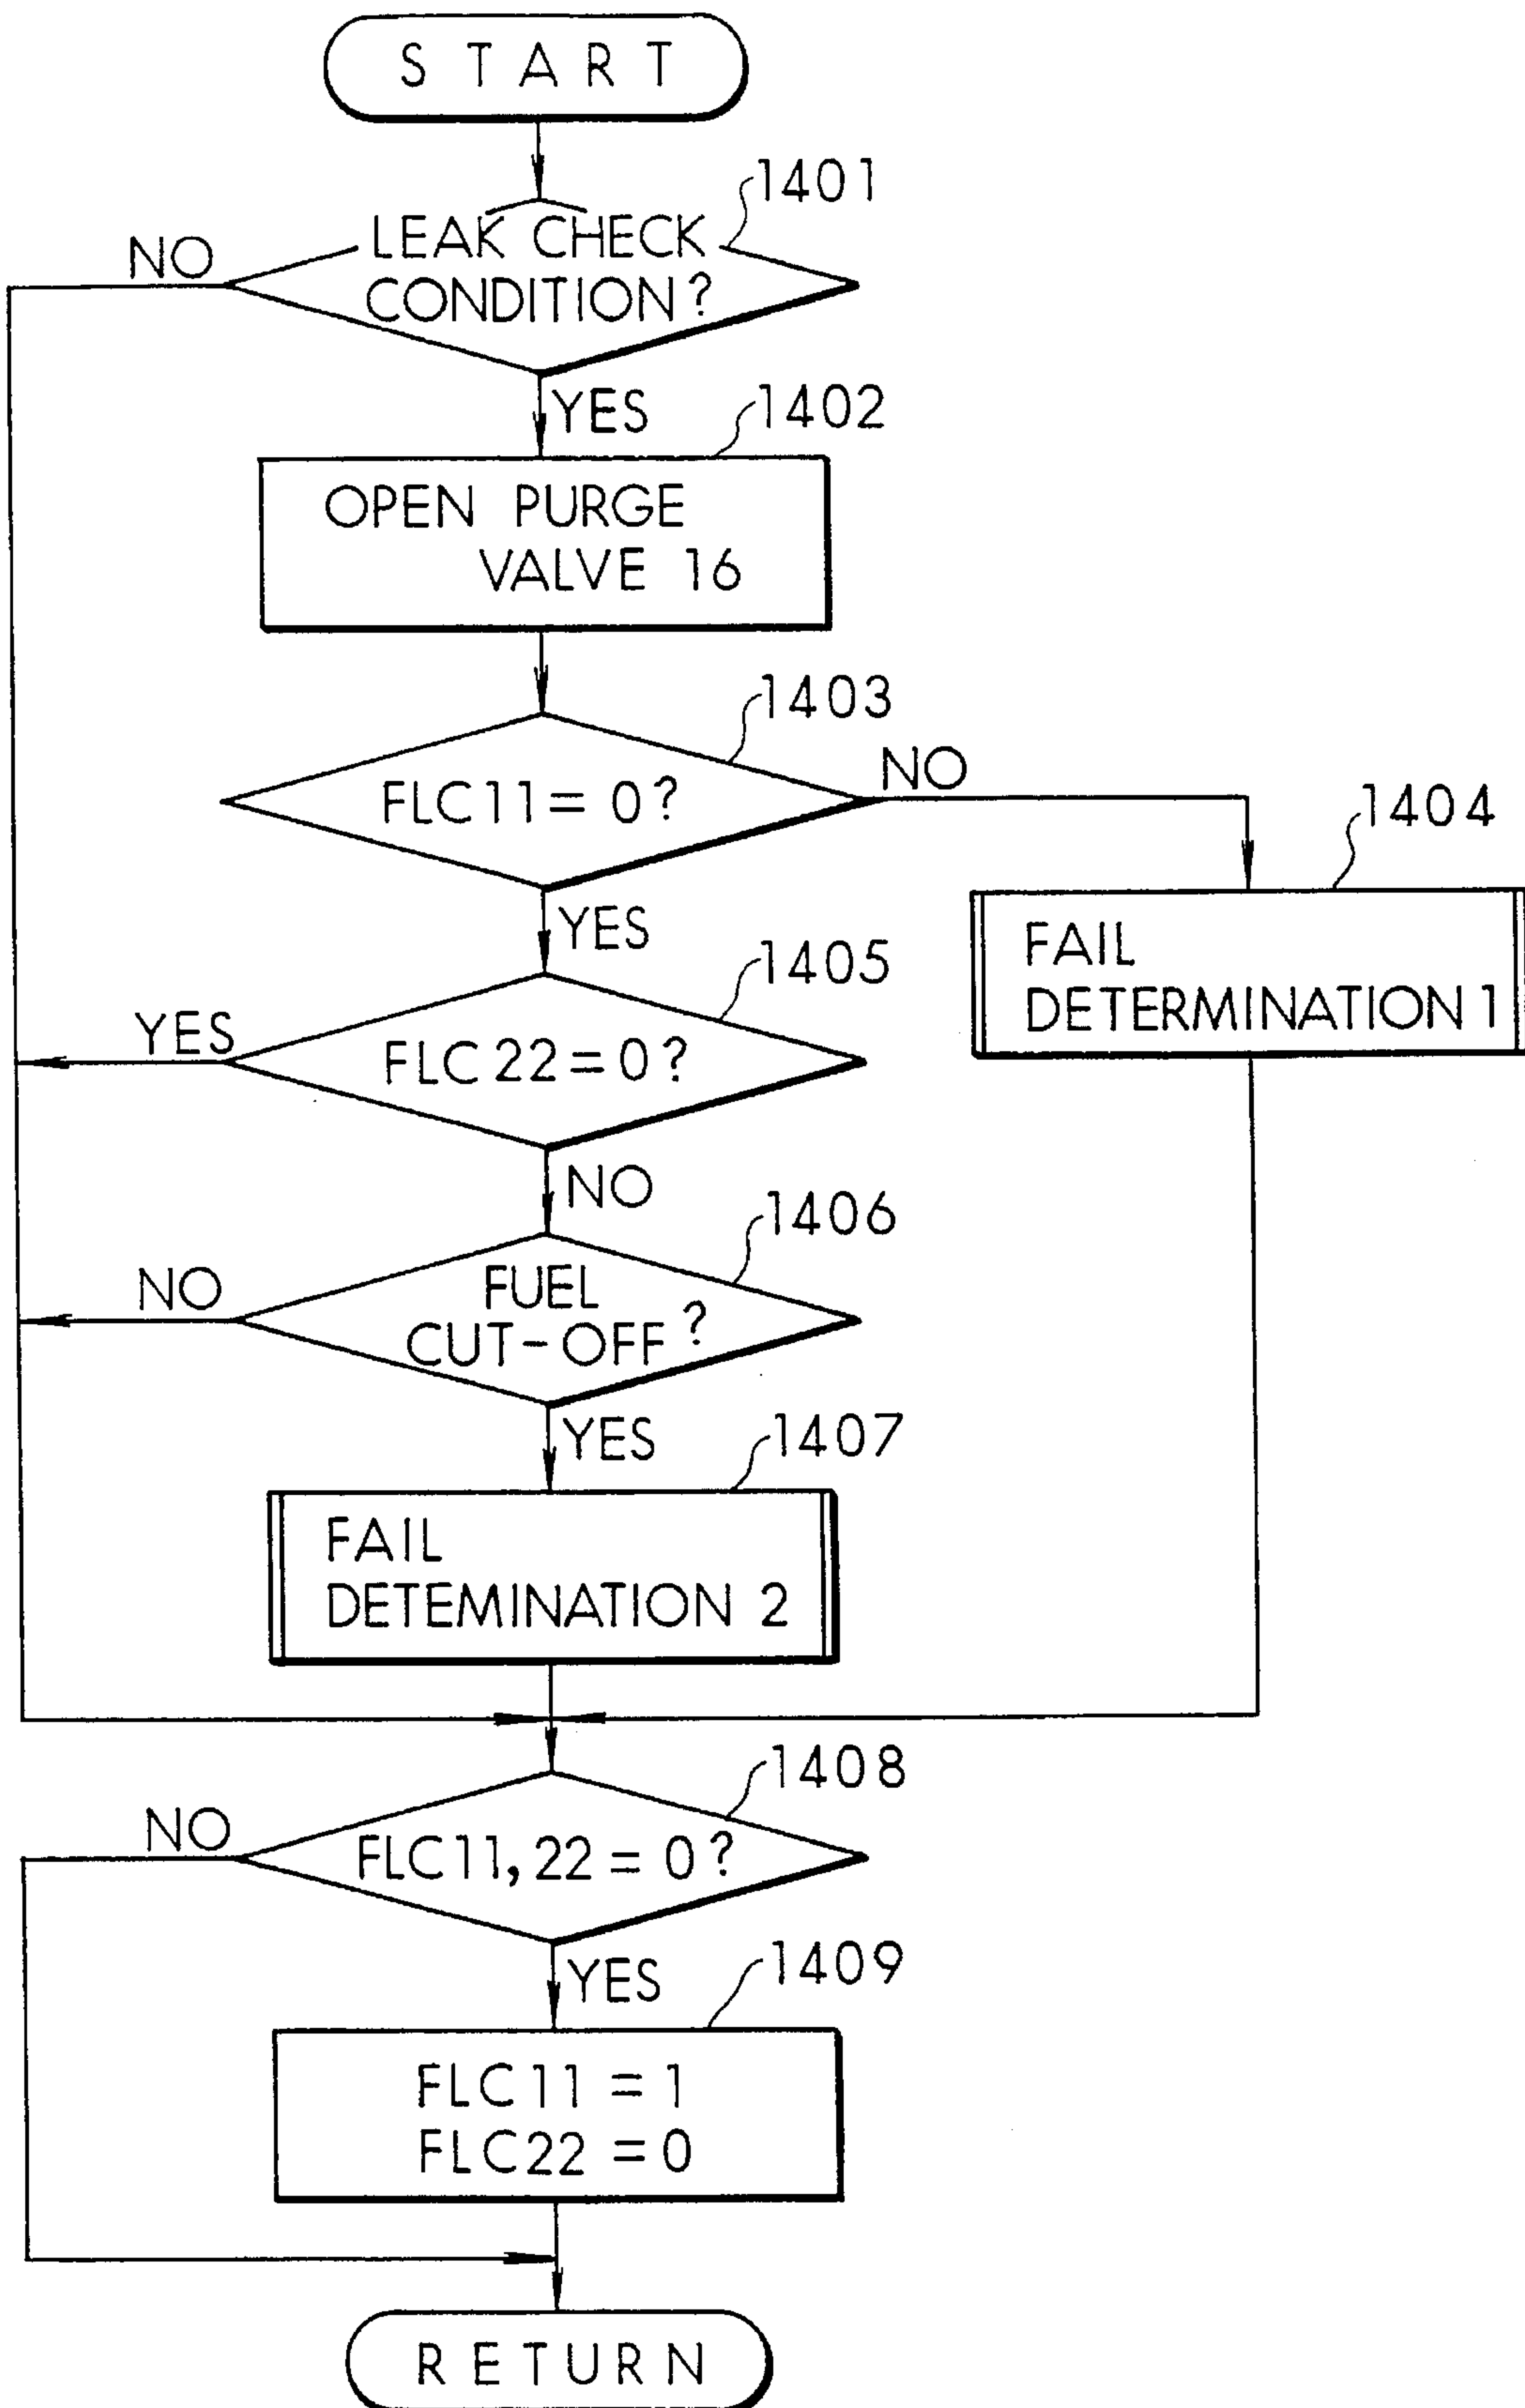 START
1401
LEAK CHECK
CONDITION?
NO
YES
1402
OPEN PURGE
VALVE 16
1403
FLC11 = 0?
NO
1404
FAIL
DETERMINATION 1
YES
1405
FLC 22 = 0?
YES
NO
1406
FUEL
CUT-OFF?
NO
YES
1407
FAIL
DETEMINATION 2
1408
FLC11, 22 = 0?
NO
YES
1409
FLC11 = 1
FLC22 = 0
RETURN